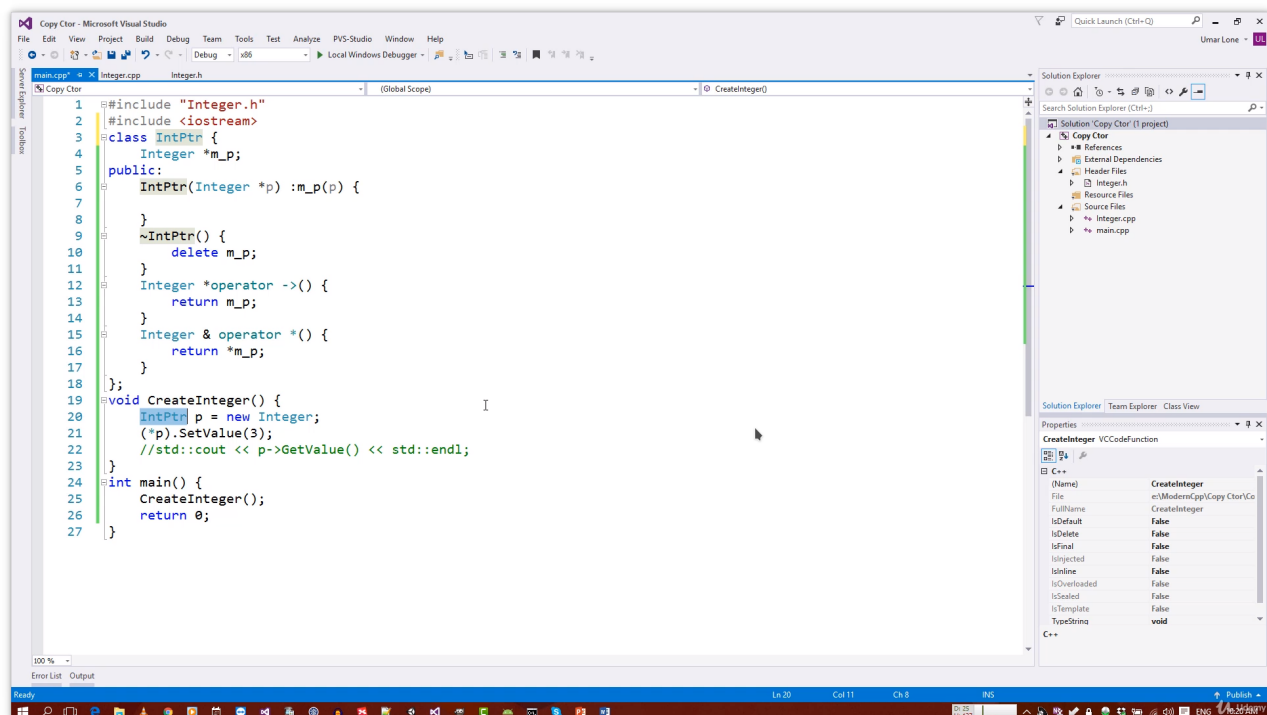 Copy Ctor - Microsoft Visual Studio
Quick Launch (Ctrl+Q)
File Edit View Project Build Debug Team Tools Test Analyze PVS-Studio Window Help
Umar Lone UL
Debug x86 Local Windows Debugger
Server Explorer
Toolbox
main.cpp* Integer.cpp Integer.h
Copy Ctor (Global Scope) CreateInteger()
1 #include "Integer.h"
2 #include <iostream>
3 class IntPtr {
4 Integer *m_p;
5 public:
6 IntPtr(Integer *p) :m_p(p) {
7
8 }
9 ~IntPtr() {
10 delete m_p;
11 }
12 Integer *operator ->() {
13 return m_p;
14 }
15 Integer & operator *() {
16 return *m_p;
17 }
18 };
19 void CreateInteger() {
20 IntPtr p = new Integer;
21 (*p).SetValue(3);
22 //std::cout << p->GetValue() << std::endl;
23 }
24 int main() {
25 CreateInteger();
26 return 0;
27 }
100 %
Error List Output
Solution Explorer
Search Solution Explorer (Ctrl+;)
Solution 'Copy Ctor' (1 project)
Copy Ctor
References
External Dependencies
Header Files
Integer.h
Resource Files
Source Files
Integer.cpp
main.cpp
Solution Explorer Team Explorer Class View
Properties
CreateInteger VCCodeFunction
C++
(Name) CreateInteger
File e:\ModernCpp\Copy Ctor\Co
FullName CreateInteger
IsDefault False
IsDelete False
IsFinal False
IsInjected False
IsInline False
IsOverloaded False
IsSealed False
IsTemplate False
TypeString void
C++
Ready Ln 20 Col 11 Ch 8 INS Publish
ENG
Udemy